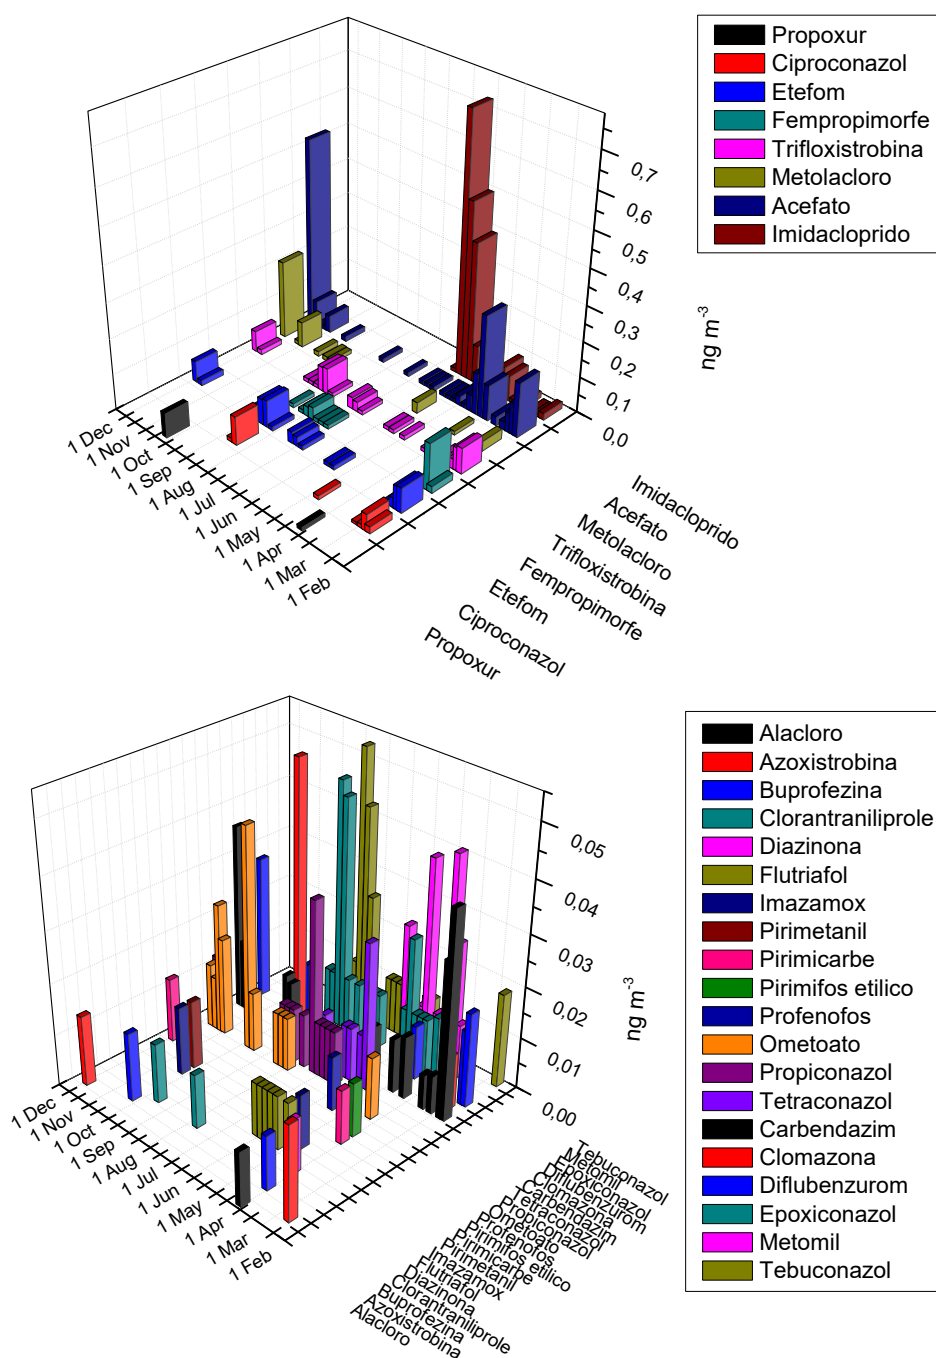 Propoxur
Ciproconazol
Etefom
Fempropimorfe
Trifloxistrobina
Metolacloro
Acefato
Imidacloprido
0,7
0,6
0,5
0,4
0,3
0,2
0,1
0,0
ng m-3
1 Dec
1 Nov
1 Oct
1 Sep
1 Aug
1 Jul
1 Jun
1 May
1 Apr
1 Mar
1 Feb
Imidacloprido
Acefato
Metolacloro
Trifloxistrobina
Fempropimorfe
Etefom
Ciproconazol
Propoxur
Alacloro
Azoxistrobina
Buprofezina
Clorantraniliprole
Diazinona
Flutriafol
Imazamox
Pirimetanil
Pirimicarbe
Pirimifos etilico
Profenofos
Ometoato
Propiconazol
Tetraconazol
Carbendazim
Clomazona
Diflubenzurom
Epoxiconazol
Metomil
Tebuconazol
0,05
0,04
0,03
0,02
0,01
0,00
ng m-3
1 Dec
1 Nov
1 Oct
1 Sep
1 Aug
1 Jul
1 Jun
1 May
1 Apr
1 Mar
1 Feb
Tebuconazol
Metomil
Epoxiconazol
Diflubenzurom
Clomazona
Carbendazim
Tetraconazol
Propiconazol
Ometoato
Profenofos
Pirimifos etilico
Pirimicarbe
Pirimetanil
Imazamox
Flutriafol
Diazinona
Clorantraniliprole
Buprofezina
Azoxistrobina
Alacloro